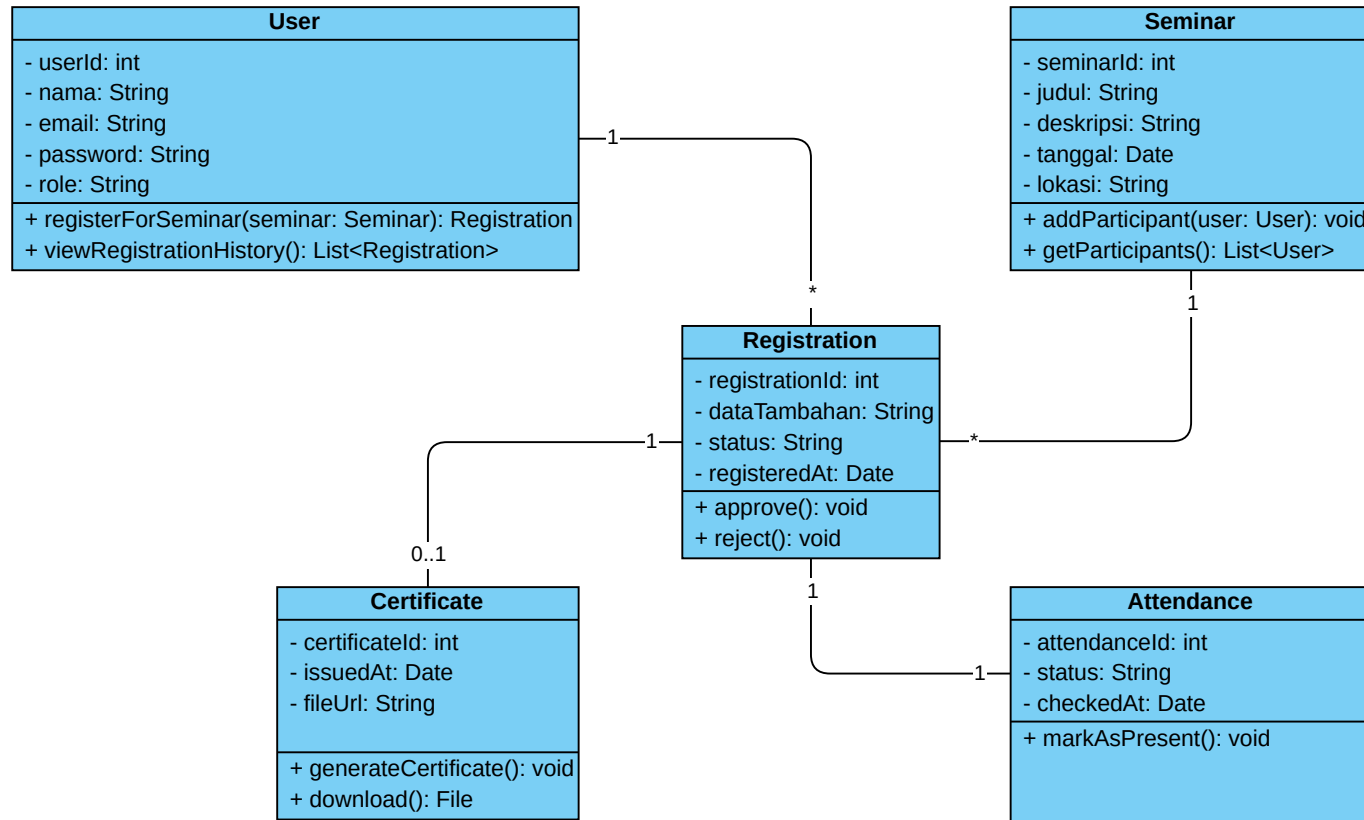 User
- userId: int
- nama: String
- email: String
- password: String
- role: String
+ registerForSeminar(seminar: Seminar): Registration
+ viewRegistrationHistory(): List<Registration>
Seminar
- seminarId: int
- judul: String
- deskripsi: String
- tanggal: Date
- lokasi: String
+ addParticipant(user: User): void
+ getParticipants(): List<User>
1
*
1
*
Registration
- registrationId: int
- dataTambahan: String
- status: String
- registeredAt: Date
+ approve(): void
+ reject(): void
1
0..1
1
1
Certificate
- certificateId: int
- issuedAt: Date
- fileUrl: String
+ generateCertificate(): void
+ download(): File
Attendance
- attendanceId: int
- status: String
- checkedAt: Date
+ markAsPresent(): void